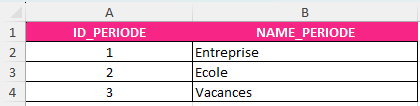 A B
1 ID_PERIODE NAME_PERIODE
2 1 Entreprise
3 2 Ecole
4 3 Vacances